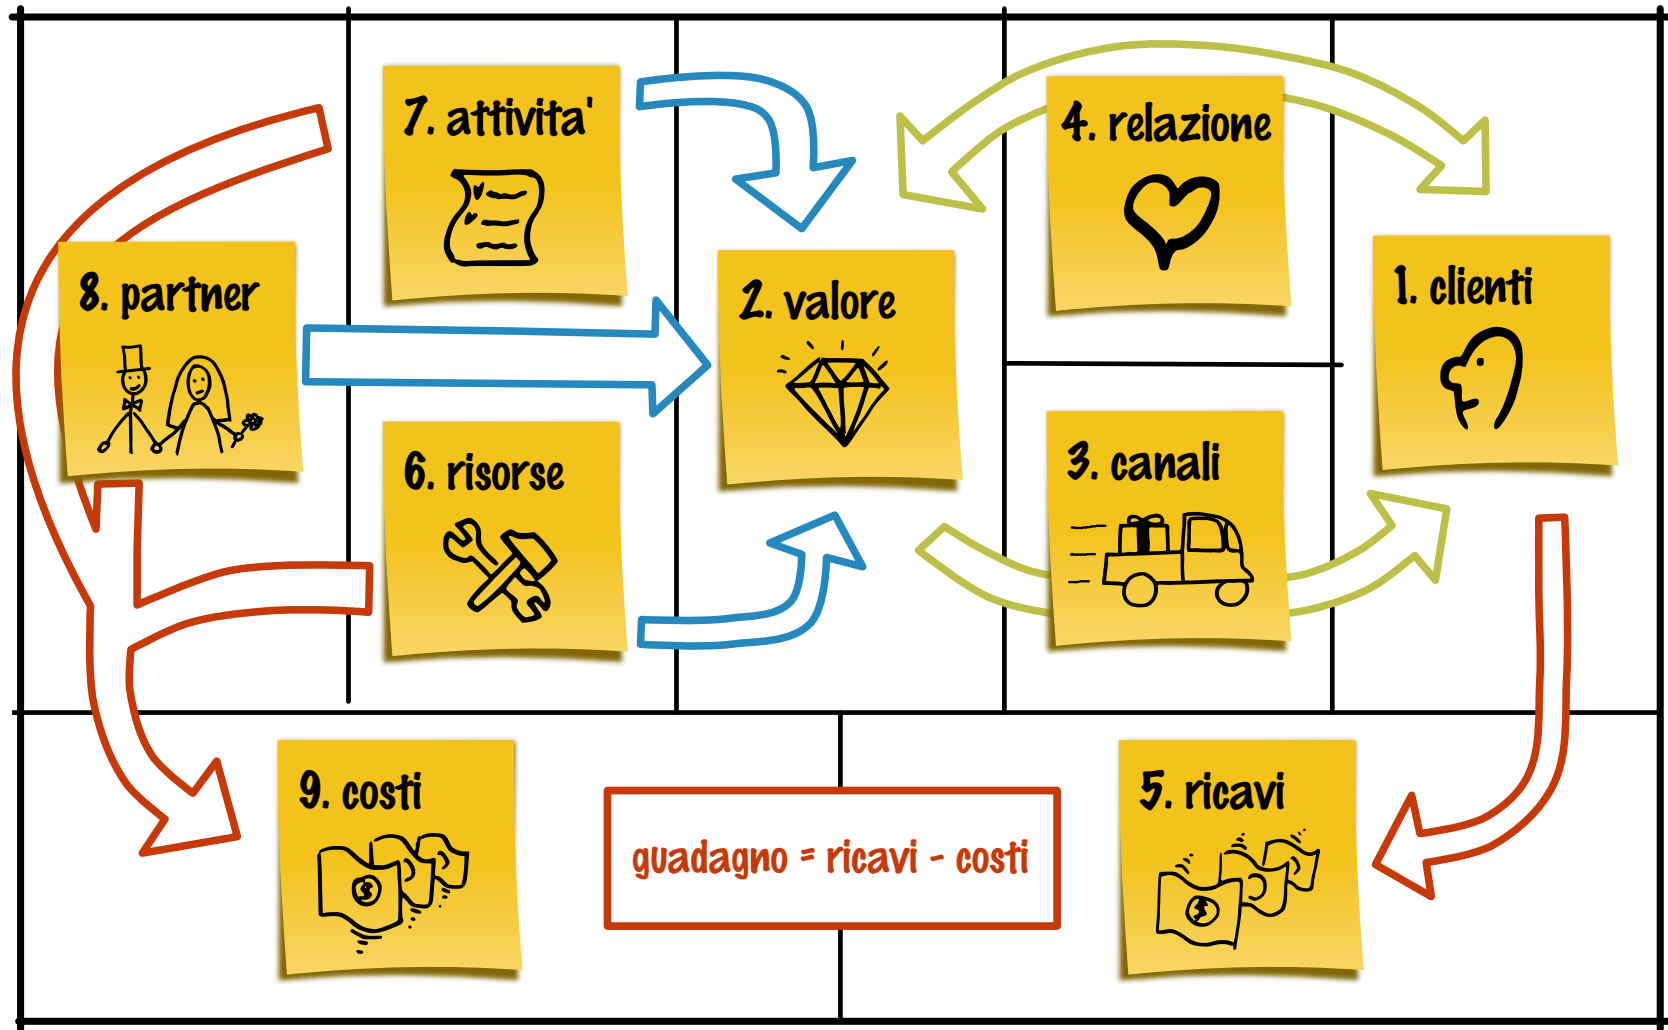 7. attivita'
4. relazione
8. partner
2. valore
1. clienti
6. risorse
3. canali
9. costi
guadagno = ricavi - costi
5. ricavi